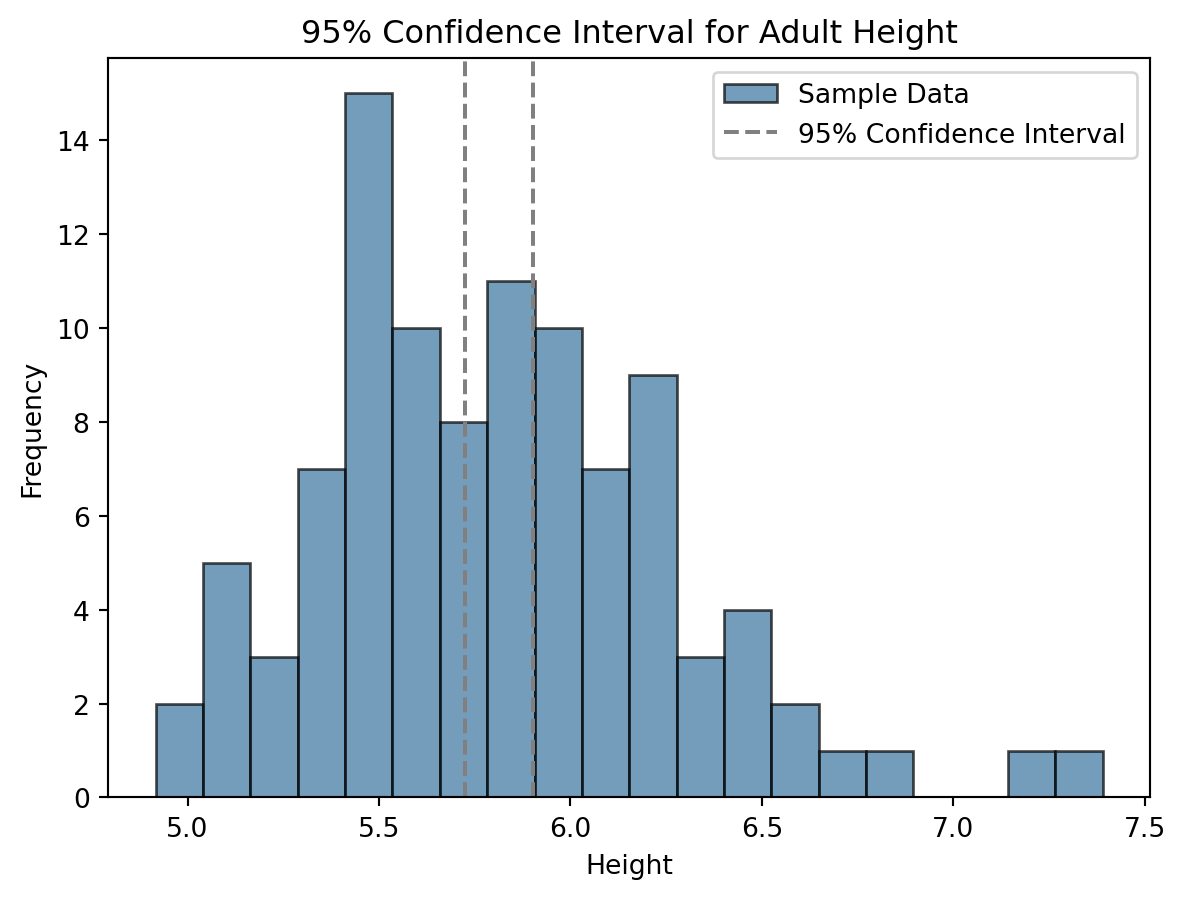 95% Confidence Interval for Adult Height
Sample Data
95% Confidence Interval
14
12
10
8
6
4
2
0
Frequency
5.0 5.5 6.0 6.5 7.0 7.5
Height